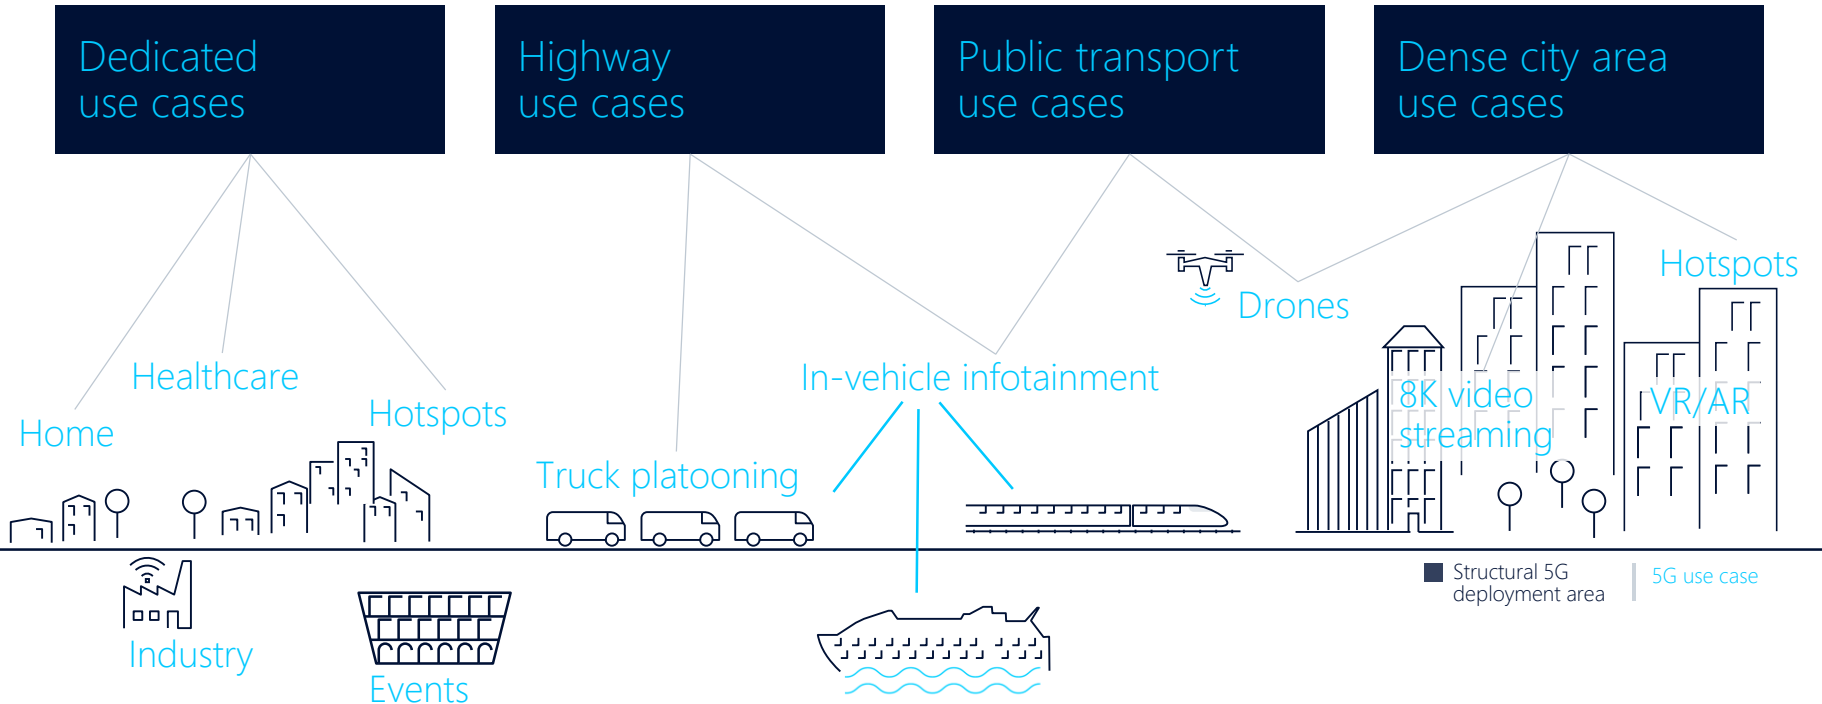 Dedicated
use cases
Highway
use cases
Public transport
use cases
Dense city area
use cases
Hotspots
Drones
Healthcare
In-vehicle infotainment
8K video
streaming
VR/AR
Hotspots
Home
Truck platooning
Structural 5G
deployment area
5G use case
Industry
Events